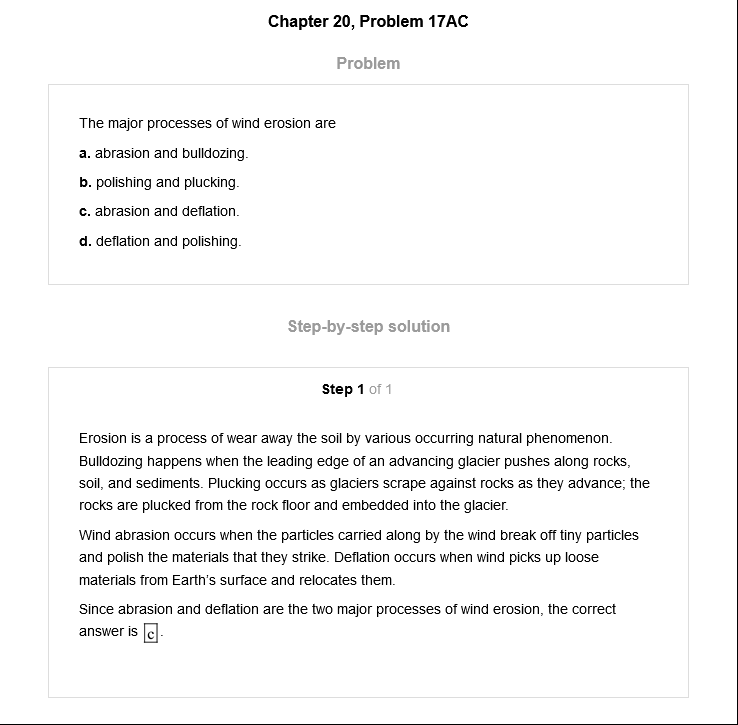 Chapter 20, Problem 17AC
Problem
The major processes of wind erosion are
a. abrasion and bulldozing.
b. polishing and plucking.
c. abrasion and deflation.
d. deflation and polishing.
Step-by-step solution
Step 1 of 1
Erosion is a process of wear away the soil by various occurring natural phenomenon.
Bulldozing happens when the leading edge of an advancing glacier pushes along rocks,
soil, and sediments. Plucking occurs as glaciers scrape against rocks as they advance; the
rocks are plucked from the rock floor and embedded into the glacier.
Wind abrasion occurs when the particles carried along by the wind break off tiny particles
and polish the materials that they strike. Deflation occurs when wind picks up loose
materials from Earth's surface and relocates them.
Since abrasion and deflation are the two major processes of wind erosion, the correct
answer is c.